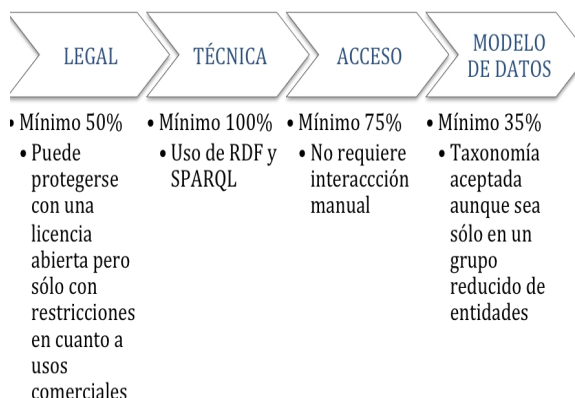 LEGAL
• Mínimo 50%
• Puede
protegerse
con una
licencia
abierta pero
sólo con
restricciones
en cuanto a
usos
comerciales
TÉCNICA
• Mínimo 100%
• Uso de RDF y
SPARQL
ACCESO
• Mínimo 75%
• No requiere
interaccción
manual
MODELO
DE DATOS
• Mínimo 35%
• Taxonomía
aceptada
aunque sea
sólo en un
grupo
reducido de
entidades